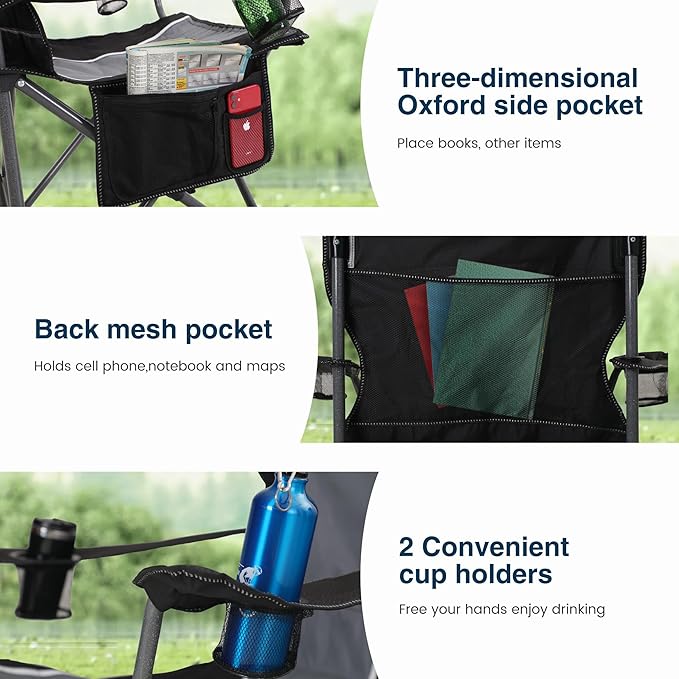 Three-dimensional
Oxford side pocket
Place books, other items
Back mesh pocket
Holds cell phone,notebook and maps
2 Convenient
cup holders
Free your hands enjoy drinking